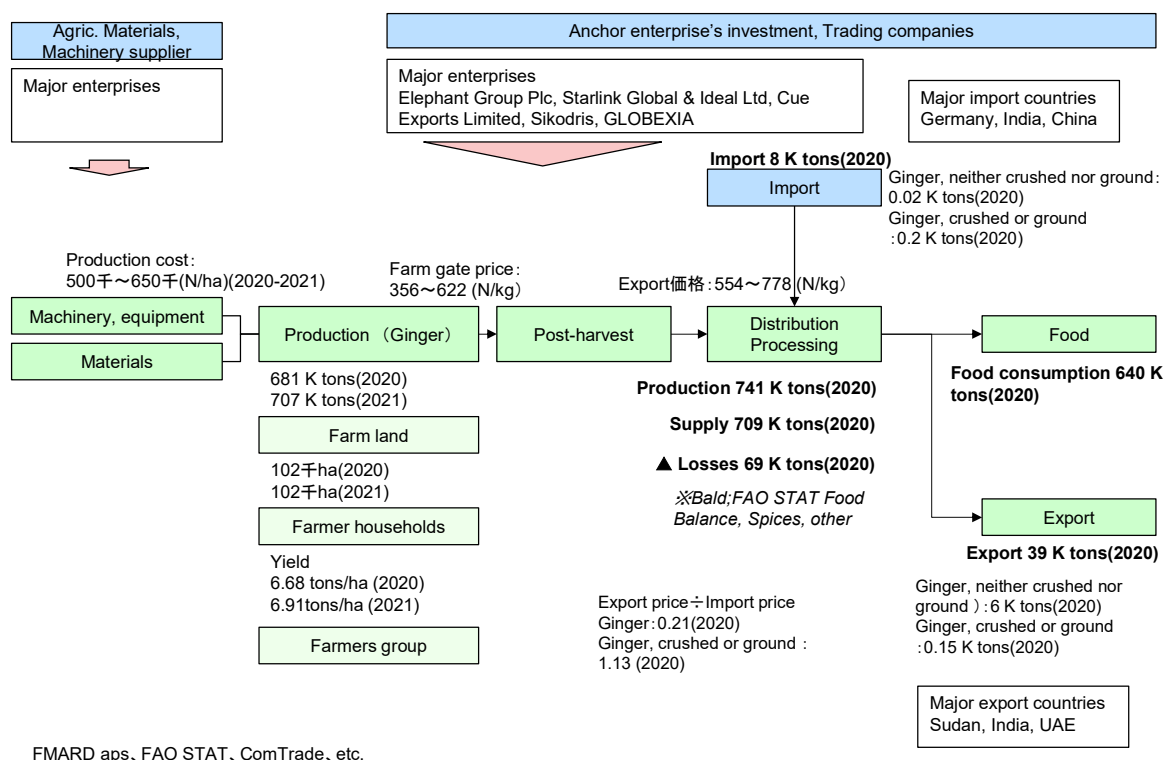 Agric. Materials,
Machinery supplier
Anchor enterprise’s investment, Trading companies
Major enterprises
Major enterprises
Elephant Group Plc, Starlink Global & Ideal Ltd, Cue
Exports Limited, Sikodris, GLOBEXIA
Major import countries
Germany, India, China
Import 8 K tons(2020)
Import
Ginger, neither crushed nor ground：
0.02 K tons(2020)
Ginger, crushed or ground
：0.2 K tons(2020)
Production cost：
500千～650千(N/ha)(2020-2021)
Farm gate price：
356～622 (N/kg）
Export価格：554～778 (N/kg）
Machinery, equipment
Materials
Production （Ginger）
Post-harvest
Distribution
Processing
Food
681 K tons(2020)
707 K tons(2021)
Production 741 K tons(2020)
Supply 709 K tons(2020)
▲ Losses 69 K tons(2020)
※Bald;FAO STAT Food
Balance, Spices, other
Food consumption 640 K
tons(2020)
Farm land
102千ha(2020)
102千ha(2021)
Farmer households
Yield
6.68 tons/ha (2020)
6.91tons/ha (2021)
Farmers group
Export
Export 39 K tons(2020)
Export price÷Import price
Ginger：0.21(2020)
Ginger, crushed or ground ：
1.13 (2020)
Ginger, neither crushed nor
ground ）：6 K tons(2020)
Ginger, crushed or ground
：0.15 K tons(2020)
Major export countries
Sudan, India, UAE
FMARD aps、FAO STAT、ComTrade、etc.